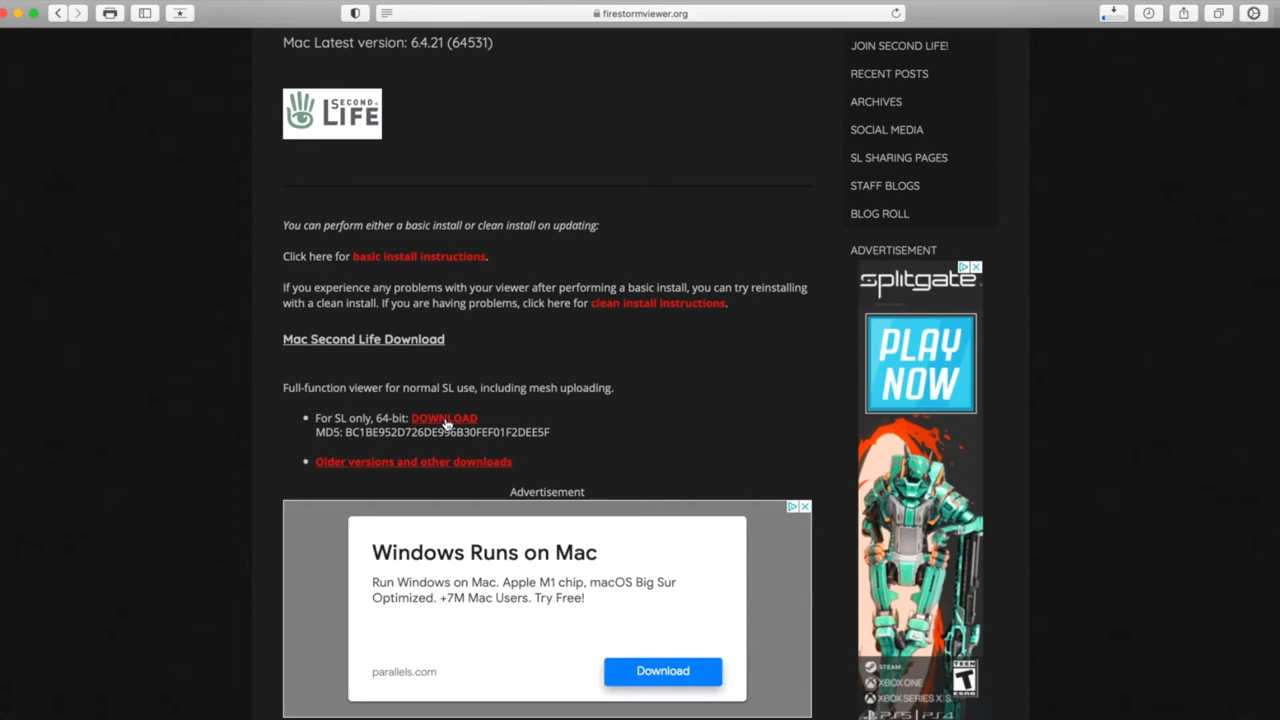 firestormviewer.org
Mac Latest version: 6.4.21 (64531)
SECOND
LIFE
You can perform either a basic install or clean install on updating:
Click here for basic install instructions.
If you experience any problems with your viewer after performing a basic install, you can try reinstalling
with a clean install. If you are having problems, click here for clean install instructions.
Mac Second Life Download
Full-function viewer for normal SL use, including mesh uploading.
For SL only, 64-bit: DOWNLOAD
MD5: BC1BE952D726DE996B30FEF01F2DEE5F
Older versions and other downloads
Advertisement
Windows Runs on Mac
Run Windows on Mac. Apple M1 chip, macOS Big Sur
Optimized. +7M Mac Users. Try Free!
parallels.com
Download
JOIN SECOND LIFE!
RECENT POSTS
ARCHIVES
SOCIAL MEDIA
SL SHARING PAGES
STAFF BLOGS
BLOG ROLL
ADVERTISEMENT
SPLITGATE
PLAY
NOW
STEAM
XBOX ONE
XBOX SERIES X|S
PS5 | PS4
TEEN
T
ESRB